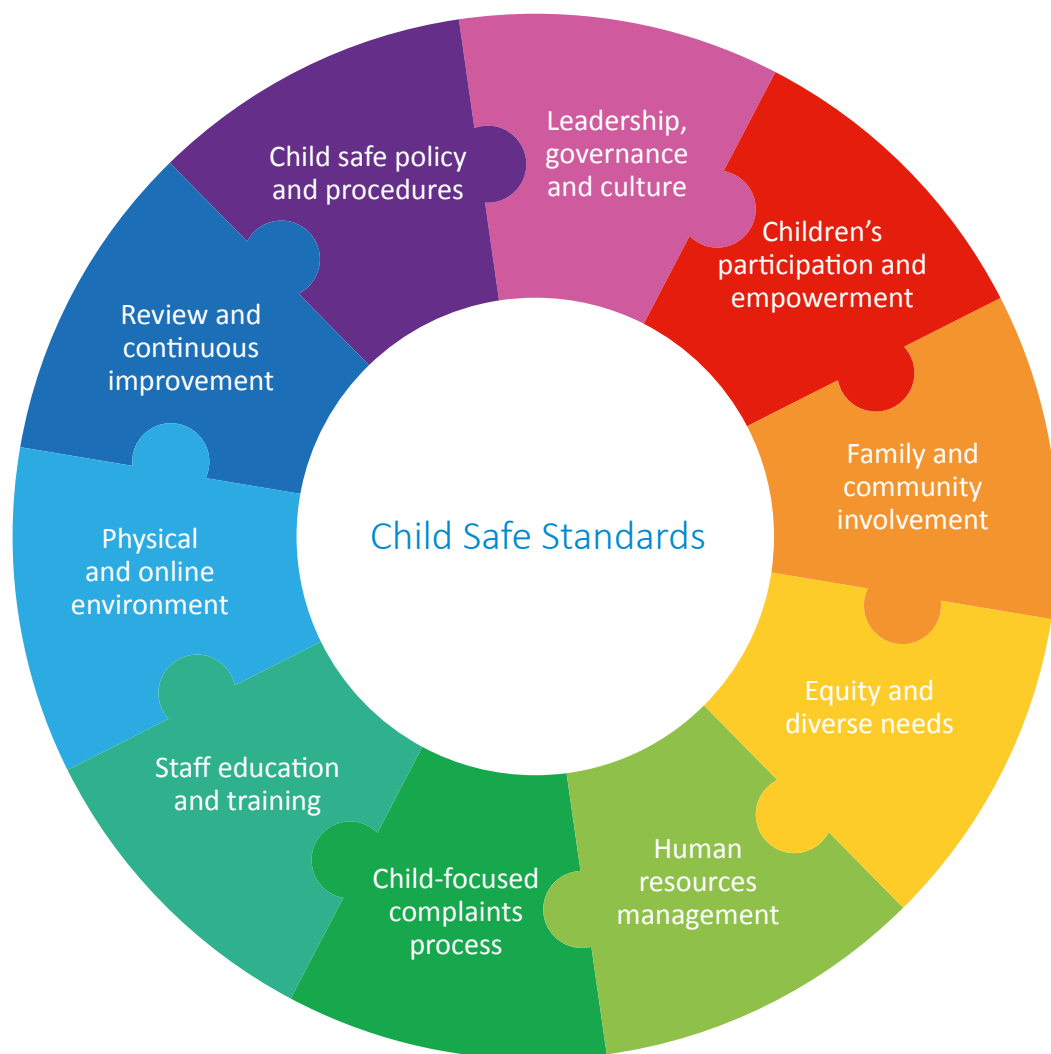 Leadership,
governance
and culture
Children’s
participation and
empowerment
Family and
community
involvement
Equity and
diverse needs
Human
resources
management
Child-focused
complaints
process
Staff education
and training
Physical
and online
environment
Review and
continuous
improvement
Child safe policy
and procedures
Child Safe Standards